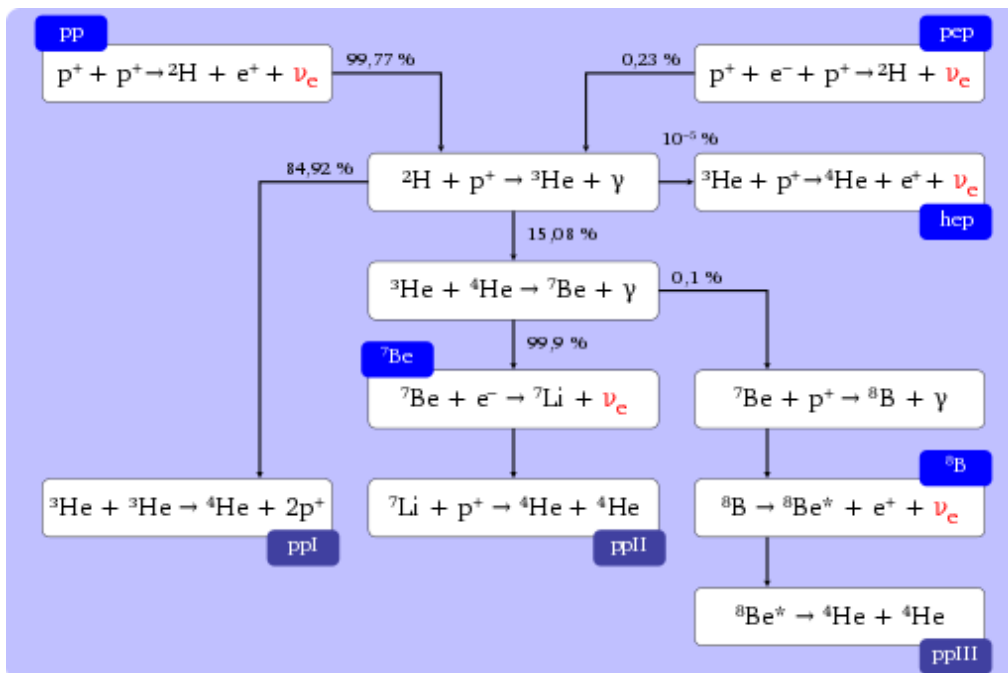 pp
pep
p⁺ + p⁺→²H + e⁺ + νₑ
99,77 %
0,23 %
p⁺ + e⁻ + p⁺→²H + νₑ
10⁻⁵ %
84,92 %
²H + p⁺ → ³He + γ
³He + p⁺→⁴He + e⁺ + νₑ
hep
15,08 %
³He + ⁴He → ⁷Be + γ
0,1 %
99,9 %
⁷Be
⁷Be + e⁻ → ⁷Li + νₑ
⁷Be + p⁺ → ⁸B + γ
⁸B
³He + ³He → ⁴He + 2p⁺
⁷Li + p⁺ → ⁴He + ⁴He
⁸B → ⁸Be* + e⁺ + νₑ
ppI
ppII
⁸Be* → ⁴He + ⁴He
ppIII